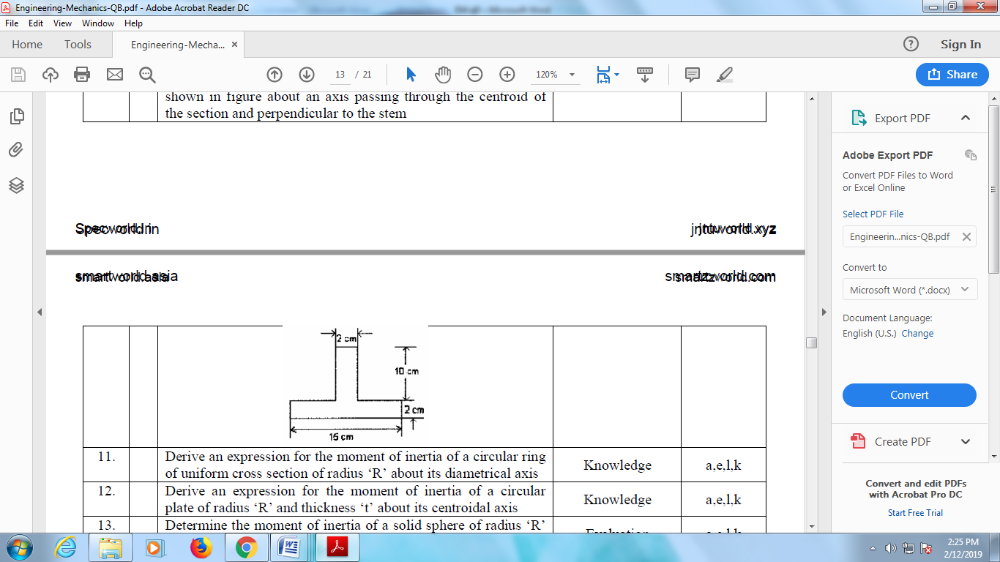 Engineering-Mechanics-QB.pdf - Adobe Acrobat Reader DC
File Edit View Window Help
Home Tools Engineering-Mecha... × Sign In
13 / 21 120% Share
shown in figure about an axis passing through the centroid of
the section and perpendicular to the stem
Specworld.in jntuworld.xyz
smartworld.asia smartzworld.com
2 cm
10 cm
2 cm
15 cm
11. Derive an expression for the moment of inertia of a circular ring
of uniform cross section of radius ‘R’ about its diametrical axis
Knowledge a,e,l,k
12. Derive an expression for the moment of inertia of a circular
plate of radius ‘R’ and thickness ‘t’ about its centroidal axis
Knowledge a,e,l,k
13. Determine the moment of inertia of a solid sphere of radius ‘R’
Export PDF
Adobe Export PDF
Convert PDF Files to Word
or Excel Online
Select PDF File
Engineerin...nics-QB.pdf
Convert to
Microsoft Word (*.docx)
Document Language:
English (U.S.) Change
Convert
Create PDF
Convert and edit PDFs
with Acrobat Pro DC
Start Free Trial
2:25 PM
2/12/2019